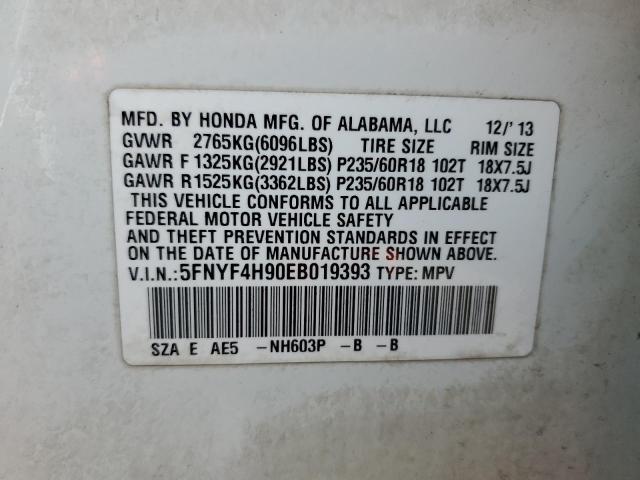 MFD. BY HONDA MFG. OF ALABAMA, LLC 12/'13
GVWR 2765KG(6096LBS) TIRE SIZE RIM SIZE
GAWR F 1325KG(2921LBS) P235/60R18 102T 18X7.5J
GAWR R1525KG(3362LBS) P235/60R18 102T 18X7.5J
THIS VEHICLE CONFORMS TO ALL APPLICABLE
FEDERAL MOTOR VEHICLE SAFETY
AND THEFT PREVENTION STANDARDS IN EFFECT
ON THE DATE OF MANUFACTURE SHOWN ABOVE.
V.I.N.:5FNYF4H90EB019393 TYPE: MPV
SZA E AE5 -NH603P -B -B